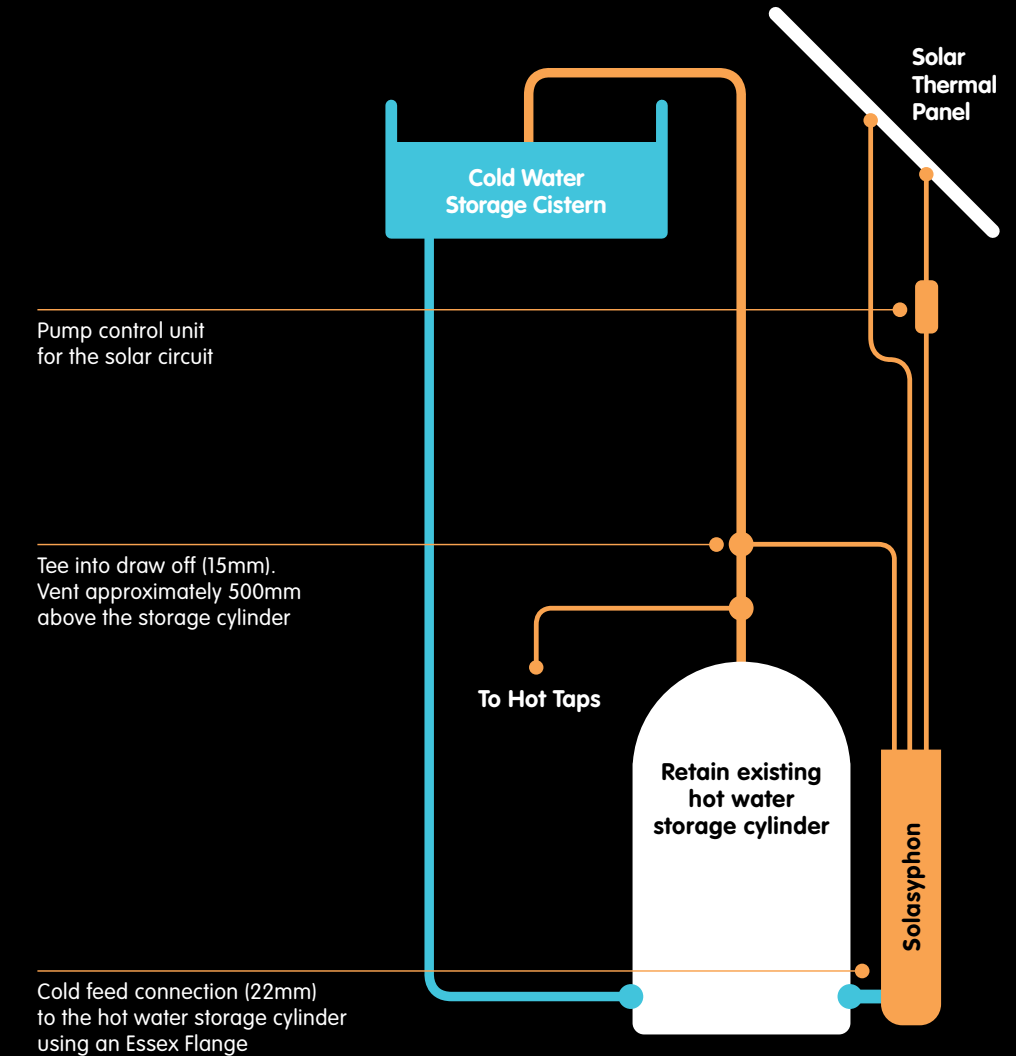 Solar
Thermal
Panel
Cold Water
Storage Cistern
Pump control unit
for the solar circuit
Tee into draw off (15mm).
Vent approximately 500mm
above the storage cylinder
To Hot Taps
Retain existing
hot water
storage cylinder
Solasyphon
Cold feed connection (22mm)
to the hot water storage cylinder
using an Essex Flange